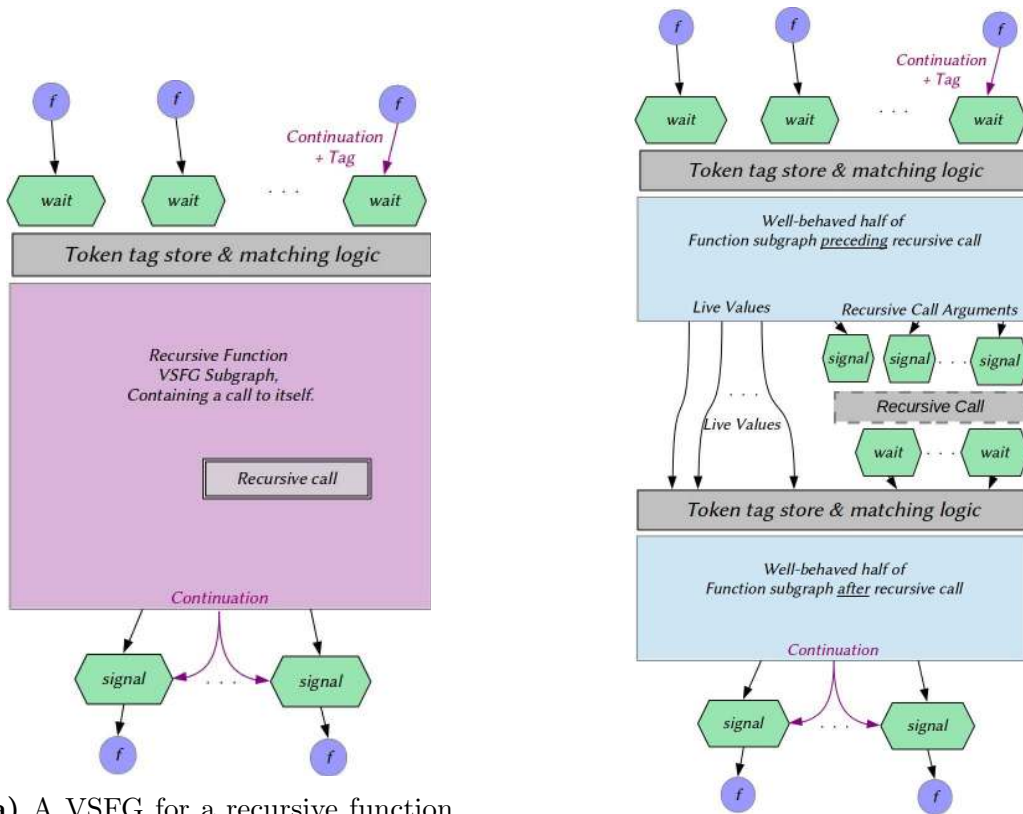 f
f
f
Continuation
+ Tag
wait
wait
. . .
wait
Token tag store & matching logic
Recursive Function
VSFG Subgraph,
Containing a call to itself.
Recursive call
Continuation
signal
. . .
signal
f
f
a) A VSFG for a recursive function
f
f
f
Continuation
+ Tag
wait
wait
. . .
wait
Token tag store & matching logic
Well-behaved half of
Function subgraph preceding recursive call
Live Values
Recursive Call Arguments
signal
signal
. . .
signal
. . .
Live Values
Recursive Call
wait
. . .
wait
Token tag store & matching logic
Well-behaved half of
Function subgraph after recursive call
Continuation
signal
. . .
signal
f
f